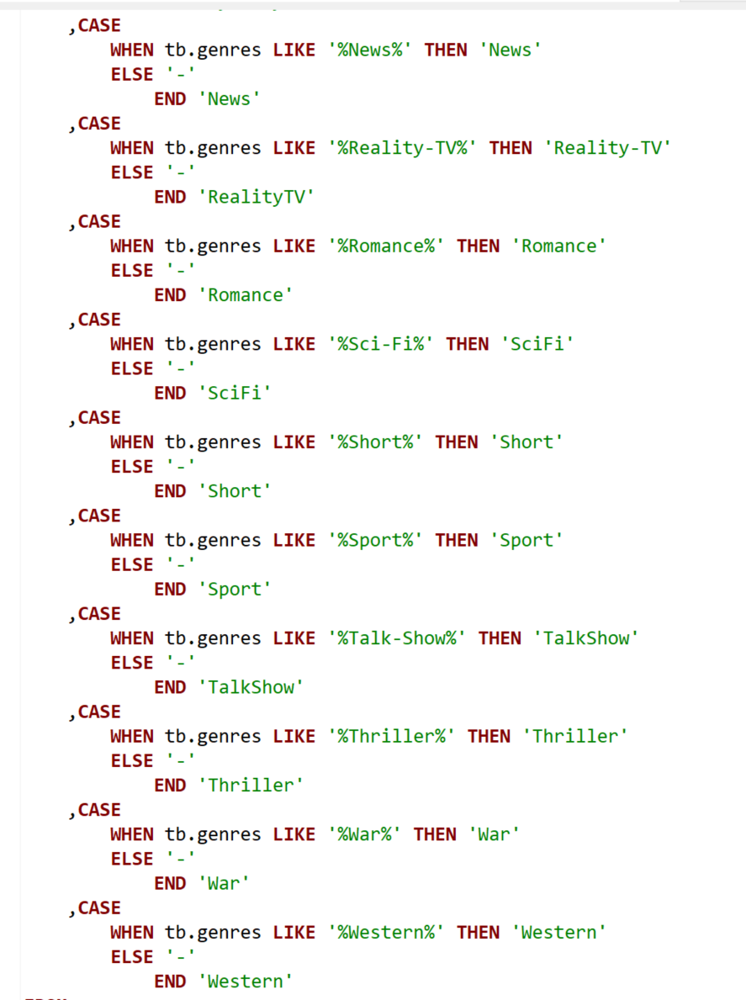 ,CASE
WHEN tb.genres LIKE '%News%' THEN 'News'
ELSE '-'
END 'News'
,CASE
WHEN tb.genres LIKE '%Reality-TV%' THEN 'Reality-TV'
ELSE '-'
END 'RealityTV'
,CASE
WHEN tb.genres LIKE '%Romance%' THEN 'Romance'
ELSE '-'
END 'Romance'
,CASE
WHEN tb.genres LIKE '%Sci-Fi%' THEN 'SciFi'
ELSE '-'
END 'SciFi'
,CASE
WHEN tb.genres LIKE '%Short%' THEN 'Short'
ELSE '-'
END 'Short'
,CASE
WHEN tb.genres LIKE '%Sport%' THEN 'Sport'
ELSE '-'
END 'Sport'
,CASE
WHEN tb.genres LIKE '%Talk-Show%' THEN 'TalkShow'
ELSE '-'
END 'TalkShow'
,CASE
WHEN tb.genres LIKE '%Thriller%' THEN 'Thriller'
ELSE '-'
END 'Thriller'
,CASE
WHEN tb.genres LIKE '%War%' THEN 'War'
ELSE '-'
END 'War'
,CASE
WHEN tb.genres LIKE '%Western%' THEN 'Western'
ELSE '-'
END 'Western'